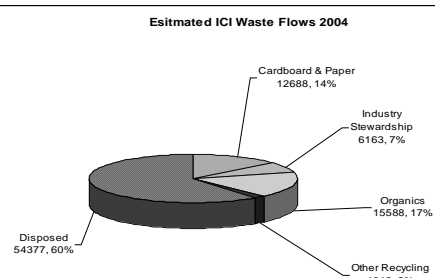 Esitmated ICI Waste Flows 2004
Cardboard & Paper
12688, 14%
Industry
Stewardship
6163, 7%
Organics
15588, 17%
Other Recycling
Disposed
54377, 60%